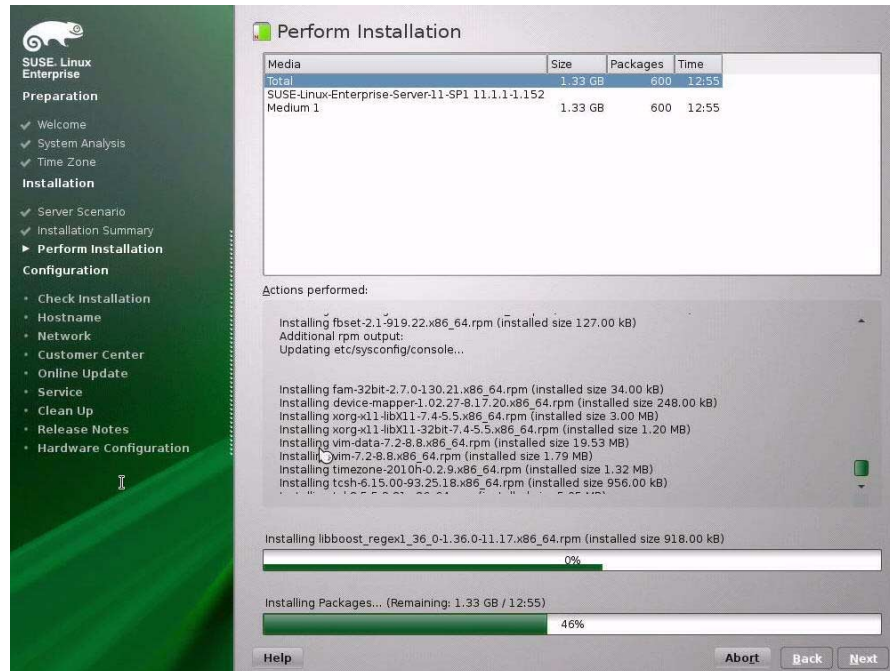 SUSE. Linux
Enterprise
Preparation
Welcome
System Analysis
Time Zone
Installation
Server Scenario
Installation Summary
Perform Installation
Configuration
Check Installation
Hostname
Network
Customer Center
Online Update
Service
Clean Up
Release Notes
Hardware Configuration
Perform Installation
Media Size Packages Time
Total 1.33 GB 600 12:55
SUSE-Linux-Enterprise-Server-11-SP1 11.1.1-1.152
Medium 1 1.33 GB 600 12:55
Actions performed:
Installing fbset-2.1-919.22.x86_64.rpm (installed size 127.00 kB)
Additional rpm output:
Updating etc/sysconfig/console...
Installing fam-32bit-2.7.0-130.21.x86_64.rpm (installed size 34.00 kB)
Installing device-mapper-1.02.27-8.17.20.x86_64.rpm (installed size 248.00 kB)
Installing xorg-x11-libX11-7.4-5.5.x86_64.rpm (installed size 3.00 MB)
Installing xorg-x11-libX11-32bit-7.4-5.5.x86_64.rpm (installed size 1.20 MB)
Installing vim-data-7.2-8.8.x86_64.rpm (installed size 19.53 MB)
Installing vim-7.2-8.8.x86_64.rpm (installed size 1.79 MB)
Installing timezone-2010h-0.2.9.x86_64.rpm (installed size 1.32 MB)
Installing tcsh-6.15.00-93.25.18.x86_64.rpm (installed size 956.00 kB)
Installing libboost_regex1_36_0-1.36.0-11.17.x86_64.rpm (installed size 918.00 kB)
0%
Installing Packages... (Remaining: 1.33 GB / 12:55)
46%
Help Abort Back Next